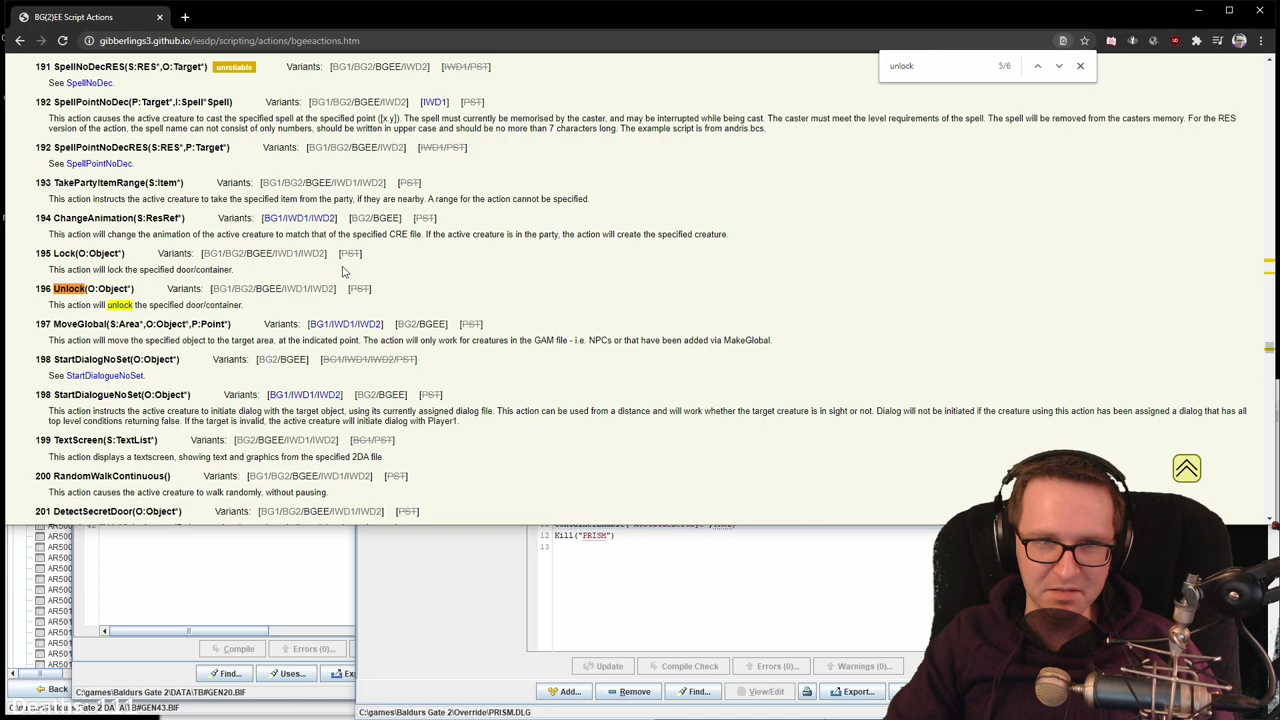 BG(2)EE Script Actions
gibberlings3.github.io/iesdp/scripting/actions/bgeeactions.htm
unlock 5/6
191 SpellNoDecRES(S:RES*,O:Target*) unreliable Variants: [BG1/BG2/BGEE/IWD2] [IWD1/PST]
See SpellNoDec.
192 SpellPointNoDec(P:Target*,I:Spell*Spell) Variants: [BG1/BG2/BGEE/IWD2] [IWD1] [PST]
This action causes the active creature to cast the specified spell at the specified point ([x.y]). The spell must currently be memorised by the caster, and may be interrupted while being cast. The caster must meet the level requirements of the spell. The spell will be removed from the casters memory. For the RES
version of the action, the spell name can not consist of only numbers, should be written in upper case and should be no more than 7 characters long. The example script is from andris.bcs.
192 SpellPointNoDecRES(S:RES*,P:Target*) Variants: [BG1/BG2/BGEE/IWD2] [IWD1/PST]
See SpellPointNoDec.
193 TakePartyItemRange(S:Item*) Variants: [BG1/BG2/BGEE/IWD1/IWD2] [PST]
This action instructs the active creature to take the specified item from the party, if they are nearby. A range for the action cannot be specified.
194 ChangeAnimation(S:ResRef*) Variants: [BG1/IWD1/IWD2] [BG2/BGEE] [PST]
This action will change the animation of the active creature to match that of the specified CRE file. If the active creature is in the party, the action will create the specified creature.
195 Lock(O:Object*) Variants: [BG1/BG2/BGEE/IWD1/IWD2] [PST]
This action will lock the specified door/container.
196 Unlock(O:Object*) Variants: [BG1/BG2/BGEE/IWD1/IWD2] [PST]
This action will unlock the specified door/container.
197 MoveGlobal(S:Area*,O:Object*,P:Point*) Variants: [BG1/IWD1/IWD2] [BG2/BGEE] [PST]
This action will move the specified object to the target area, at the indicated point. The action will only work for creatures in the GAM file - i.e. NPCs or that have been added via MakeGlobal.
198 StartDialogNoSet(O:Object*) Variants: [BG2/BGEE] [BG1/IWD1/IWD2/PST]
See StartDialogueNoSet.
198 StartDialogueNoSet(O:Object*) Variants: [BG1/IWD1/IWD2] [BG2/BGEE] [PST]
This action instructs the active creature to initiate dialog with the target object, using its currently assigned dialog file. This action can be used from a distance and will work whether the target creature is in sight or not. Dialog will not be initiated if the creature using this action has been assigned a dialog that has all
top level conditions returning false. If the target is invalid, the active creature will initiate dialog with Player1.
199 TextScreen(S:TextList*) Variants: [BG2/BGEE/IWD1/IWD2] [BG1/PST]
This action displays a textscreen, showing text and graphics from the specified 2DA file.
200 RandomWalkContinuous() Variants: [BG1/BG2/BGEE/IWD1/IWD2] [PST]
This action causes the active creature to walk randomly, without pausing.
201 DetectSecretDoor(O:Object*) Variants: [BG1/BG2/BGEE/IWD1/IWD2] [PST]
AR500
12 Kill("PRISM")
AR500
13
AR500
AR500
AR500
AR500
AR500
AR501
AR501
AR501
AR501
AR501
Compile Errors (0)...
Update Compile Check Errors (0)... Warnings (0)...
Find... Uses...
Back
Add... Remove Find... View/Edit Export...
C:\games\Baldurs Gate 2\DATA\TB#GEN20.BIF
C:\games\Baldurs Gate 2\Override\PRISM.DLG